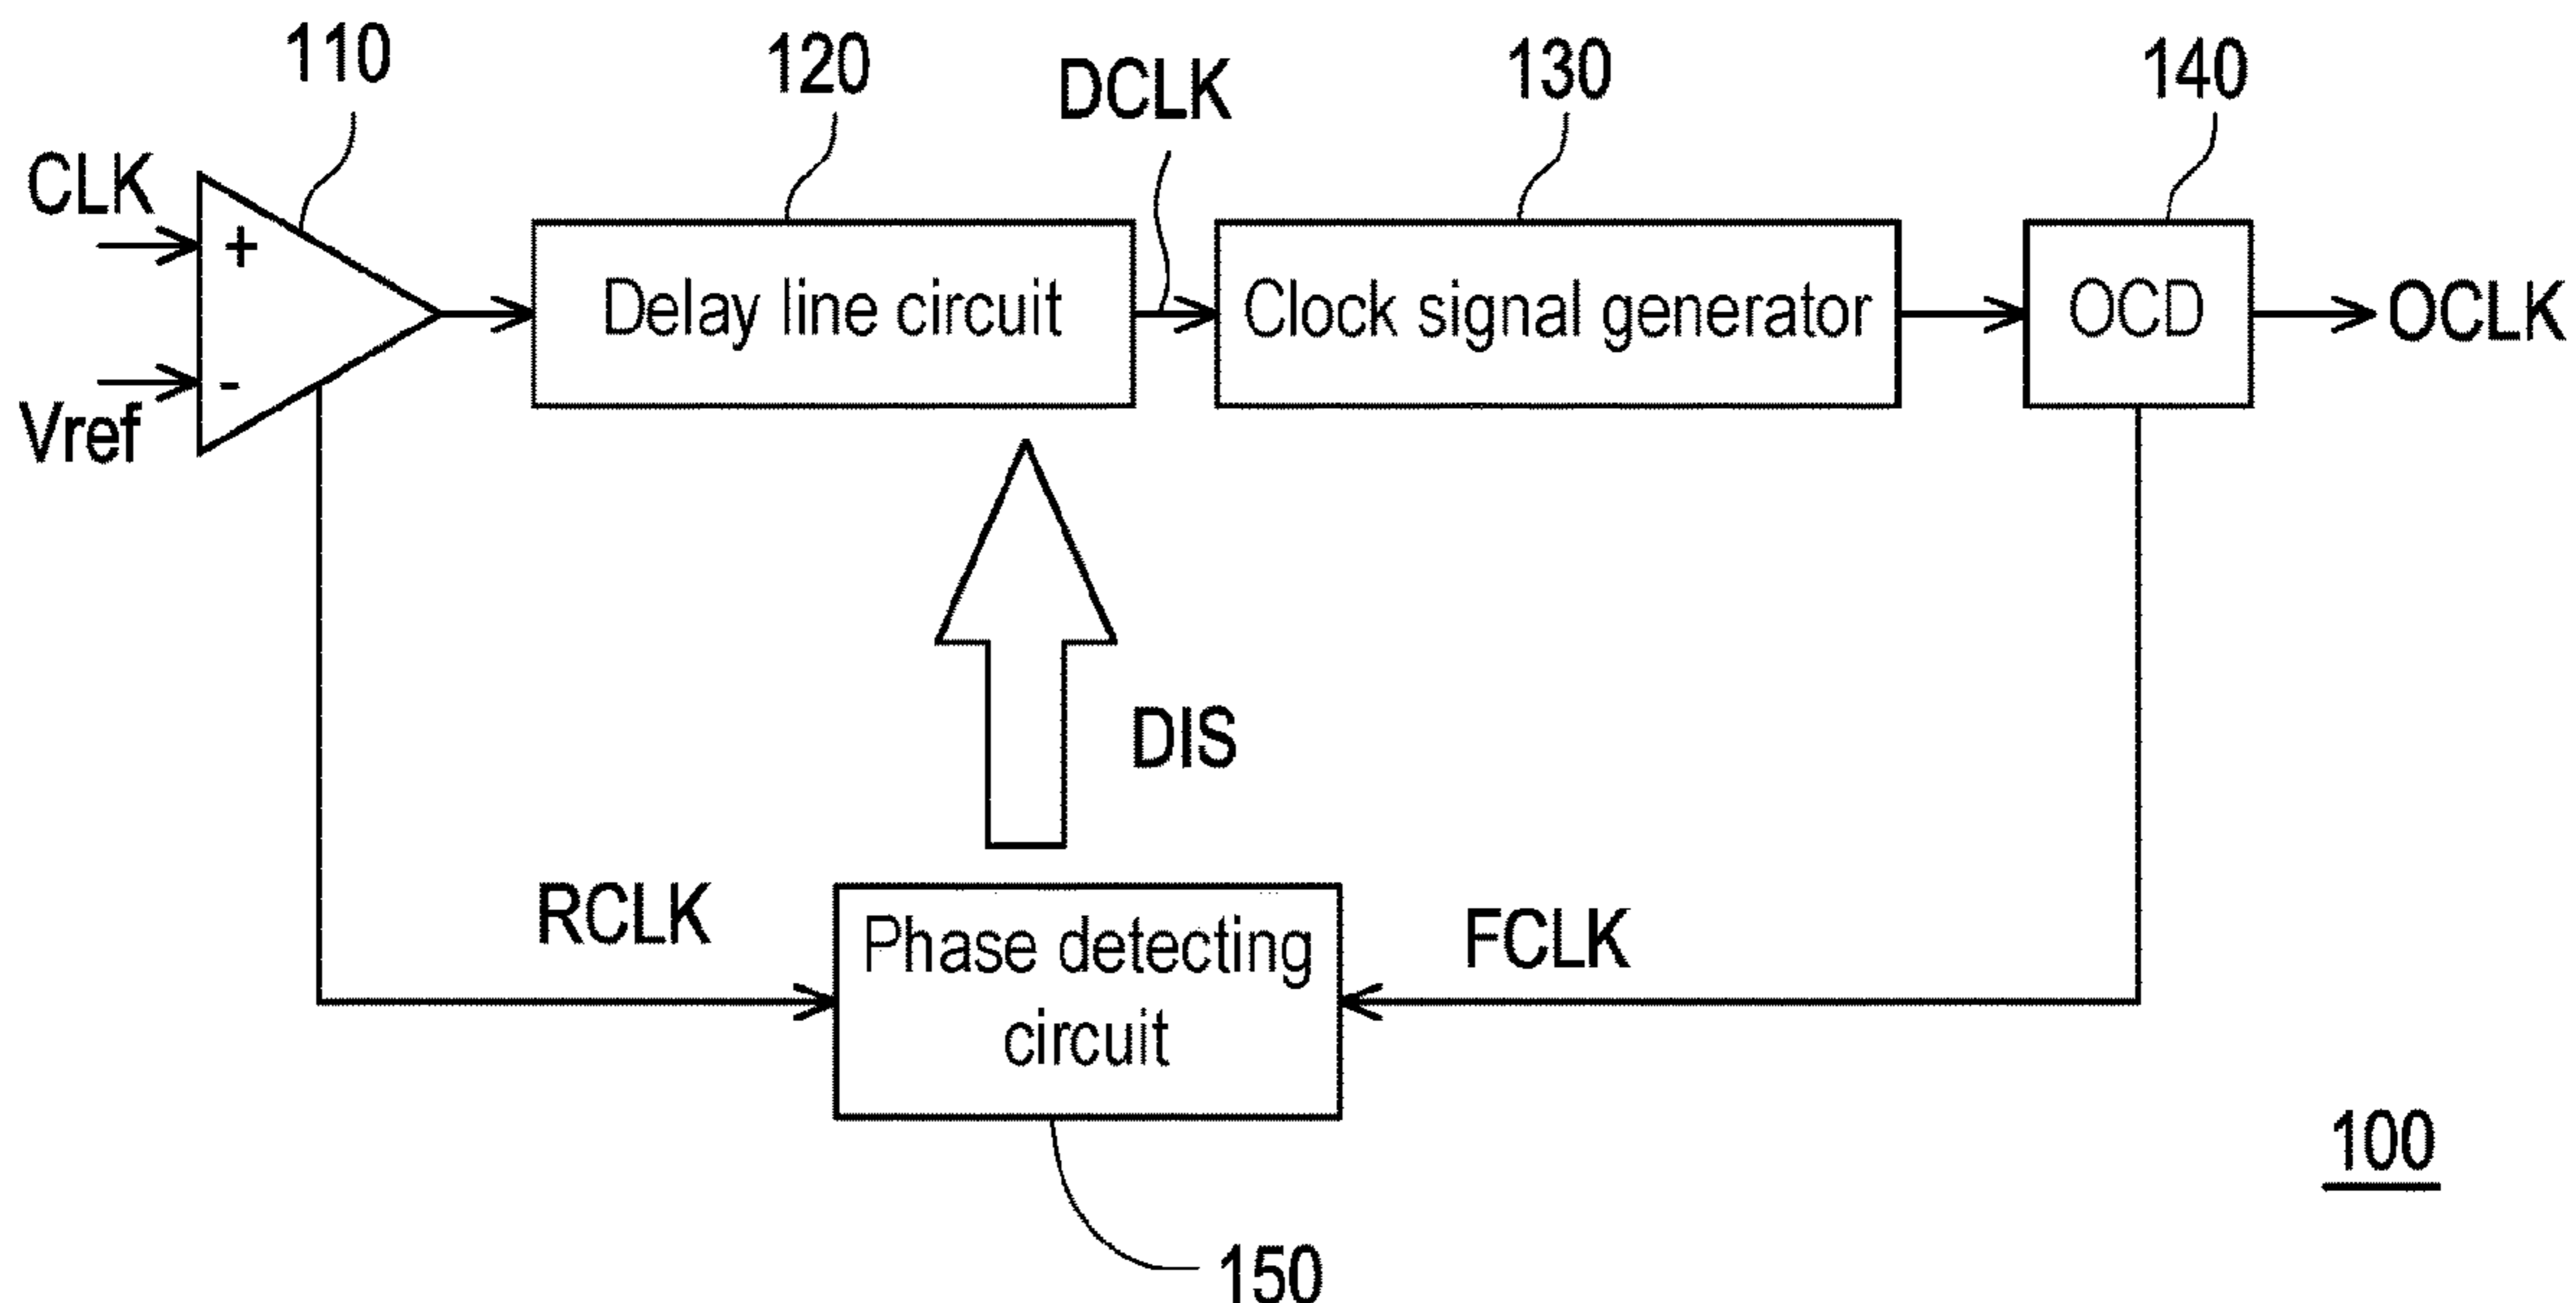 110
120
DCLK
130
140
CLK
+
Delay line circuit
Clock signal generator
OCD
OCLK
-
Vref
DIS
RCLK
Phase detecting
circuit
FCLK
100
150